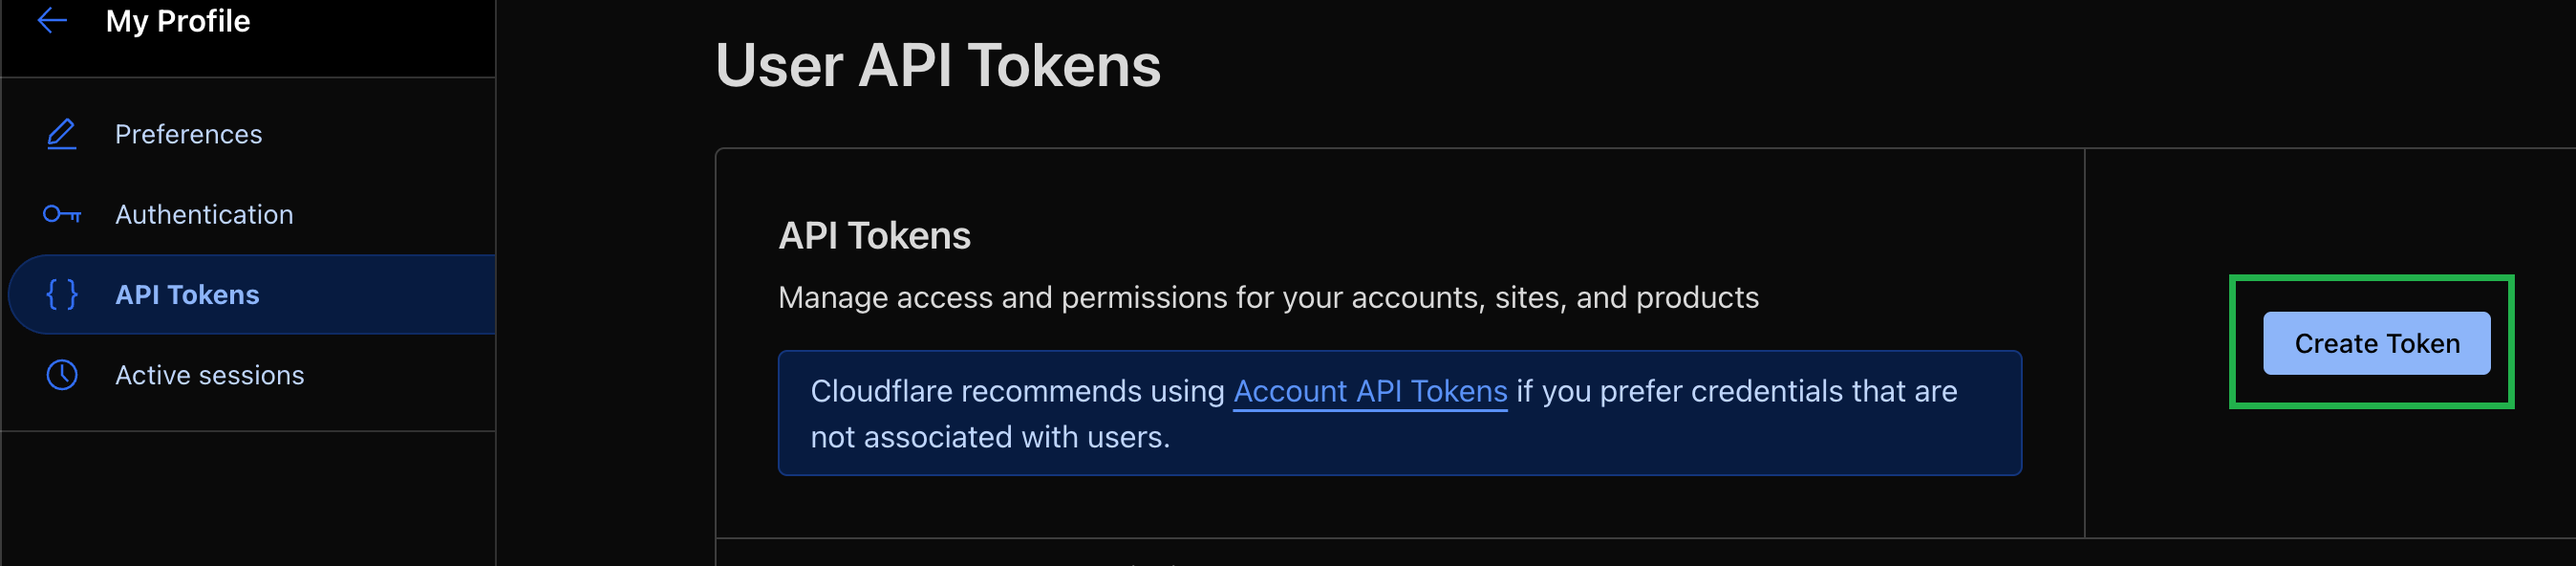 My Profile
Preferences
Authentication
API Tokens
Active sessions
User API Tokens
API Tokens
Manage access and permissions for your accounts, sites, and products
Cloudflare recommends using Account API Tokens if you prefer credentials that are
not associated with users.
Create Token